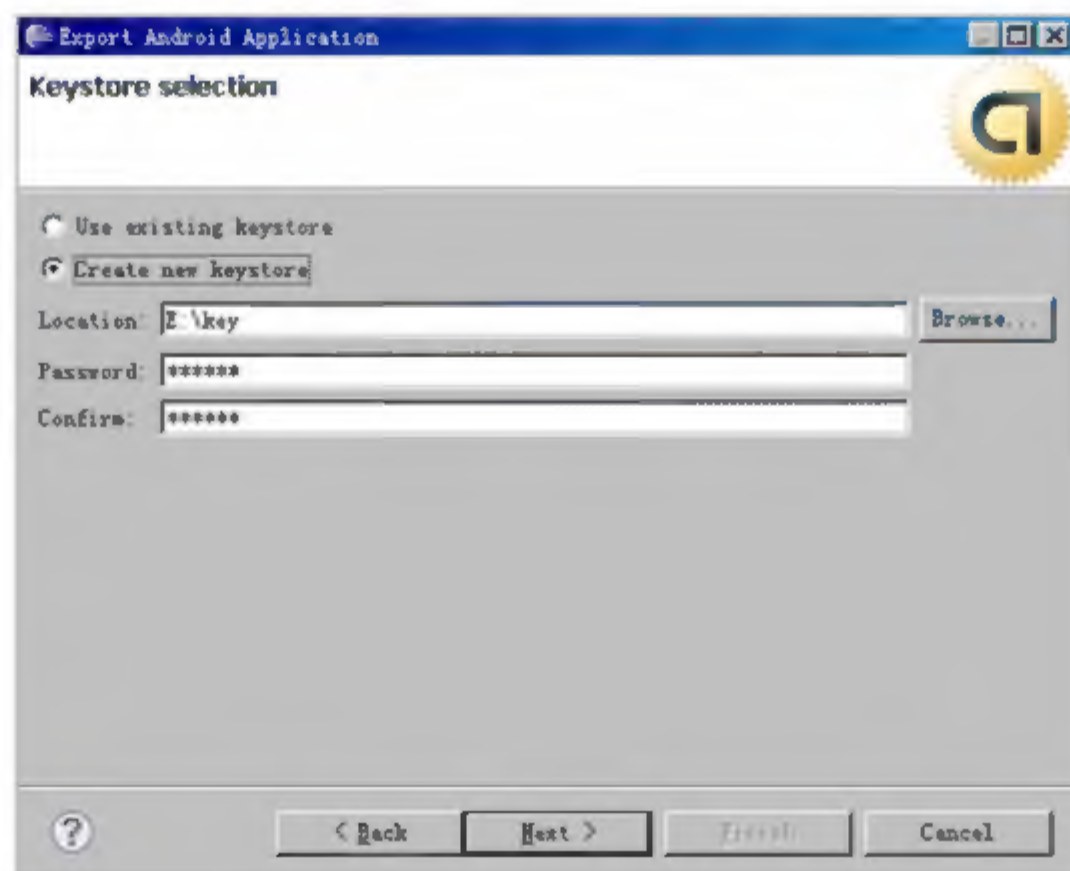 Export Android Application
Keystore selection
Use existing keystore
Create new keystore
Location: E:\key Browse...
Password: ******
Confirm: ******
? < Back Next > Finish Cancel